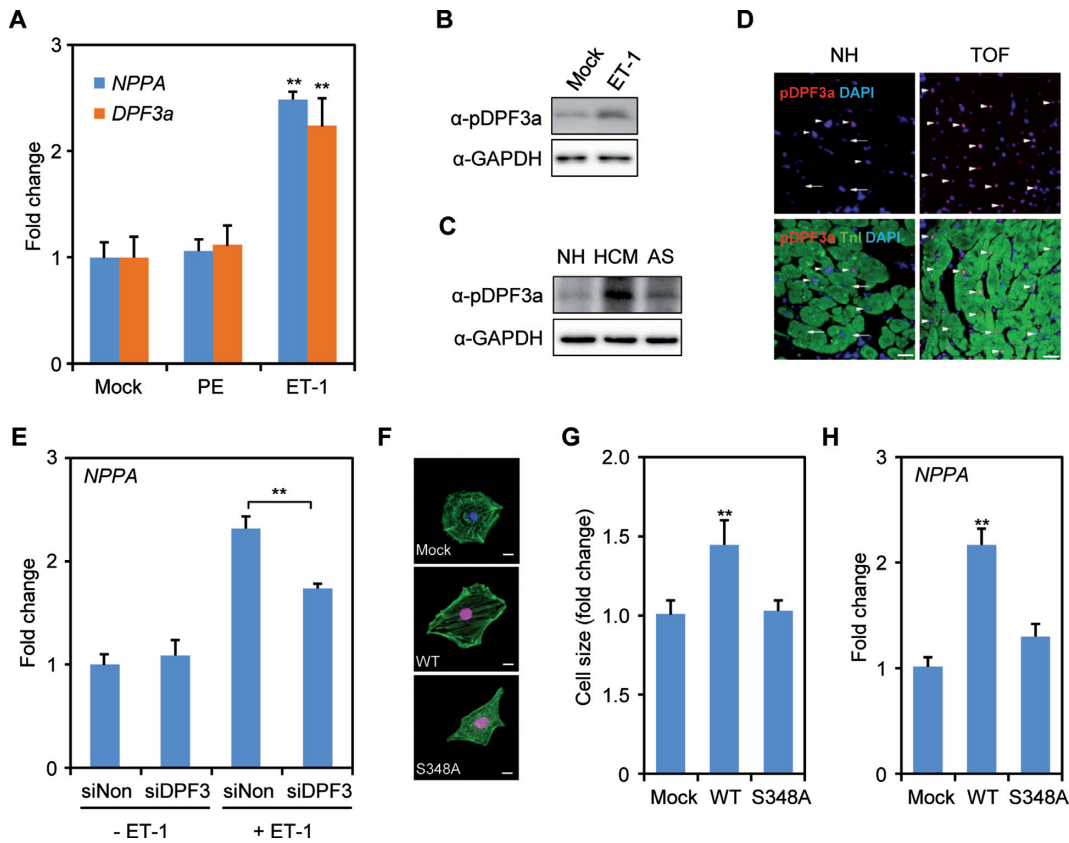 A
3
2
1
0
Fold change
NPPA
DPF3a
** **
Mock PE ET-1
B
Mock ET-1
α-pDPF3a
α-GAPDH
C
NH HCM AS
α-pDPF3a
α-GAPDH
D
NH TOF
pDPF3a DAPI
pDPF3a TnI DAPI
E
3
2
1
0
Fold change
NPPA
**
siNon siDPF3 siNon siDPF3
- ET-1 + ET-1
F
Mock
WT
S348A
G
2.0
1.5
1.0
1.5
0
Cell size (fold change)
**
Mock WT S348A
H
3
2
1
0
Fold change
NPPA
**
Mock WT S348A